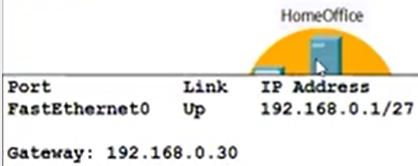 HomeOffice
Port Link IP Address
FastEthernet0 Up 192.168.0.1/27
Gateway: 192.168.0.30